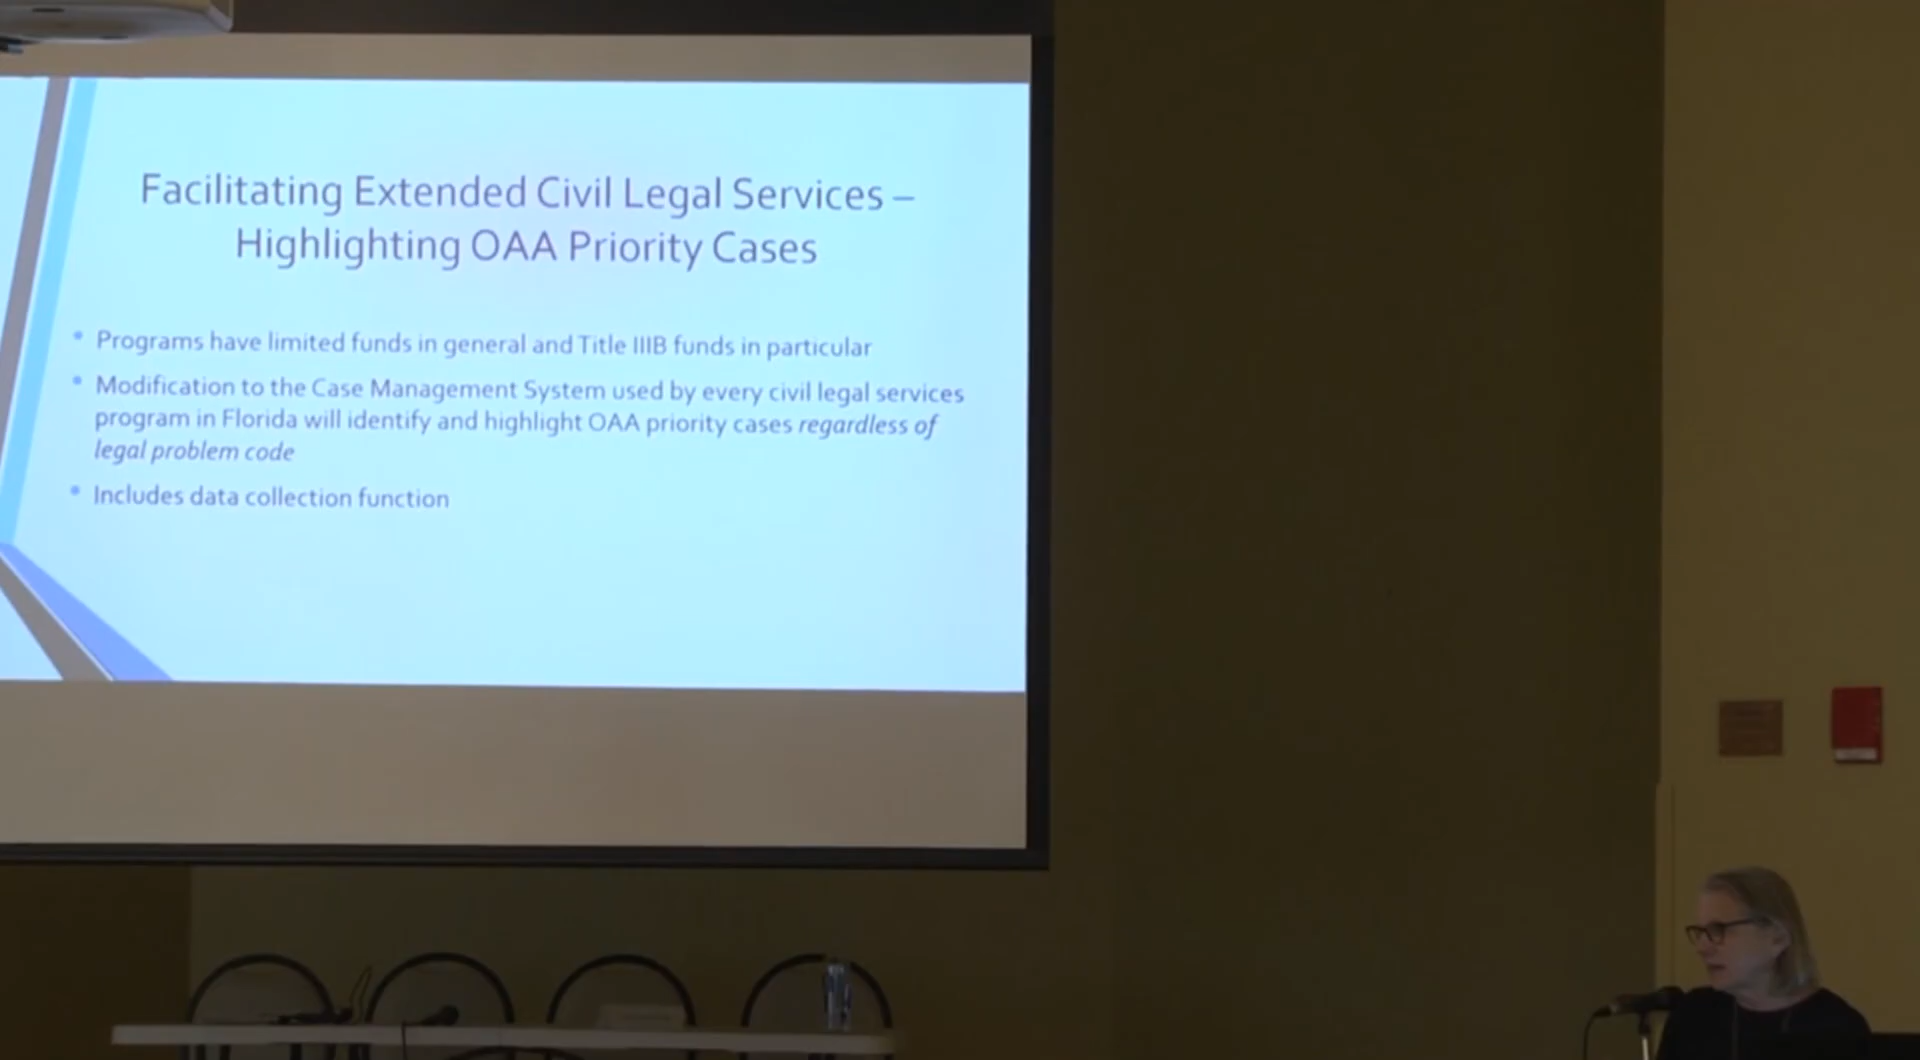 Facilitating Extended Civil Legal Services –
Highlighting OAA Priority Cases
• Programs have limited funds in general and Title IIIB funds in particular
• Modification to the Case Management System used by every civil legal services
program in Florida will identify and highlight OAA priority cases regardless of
legal problem code
• Includes data collection function